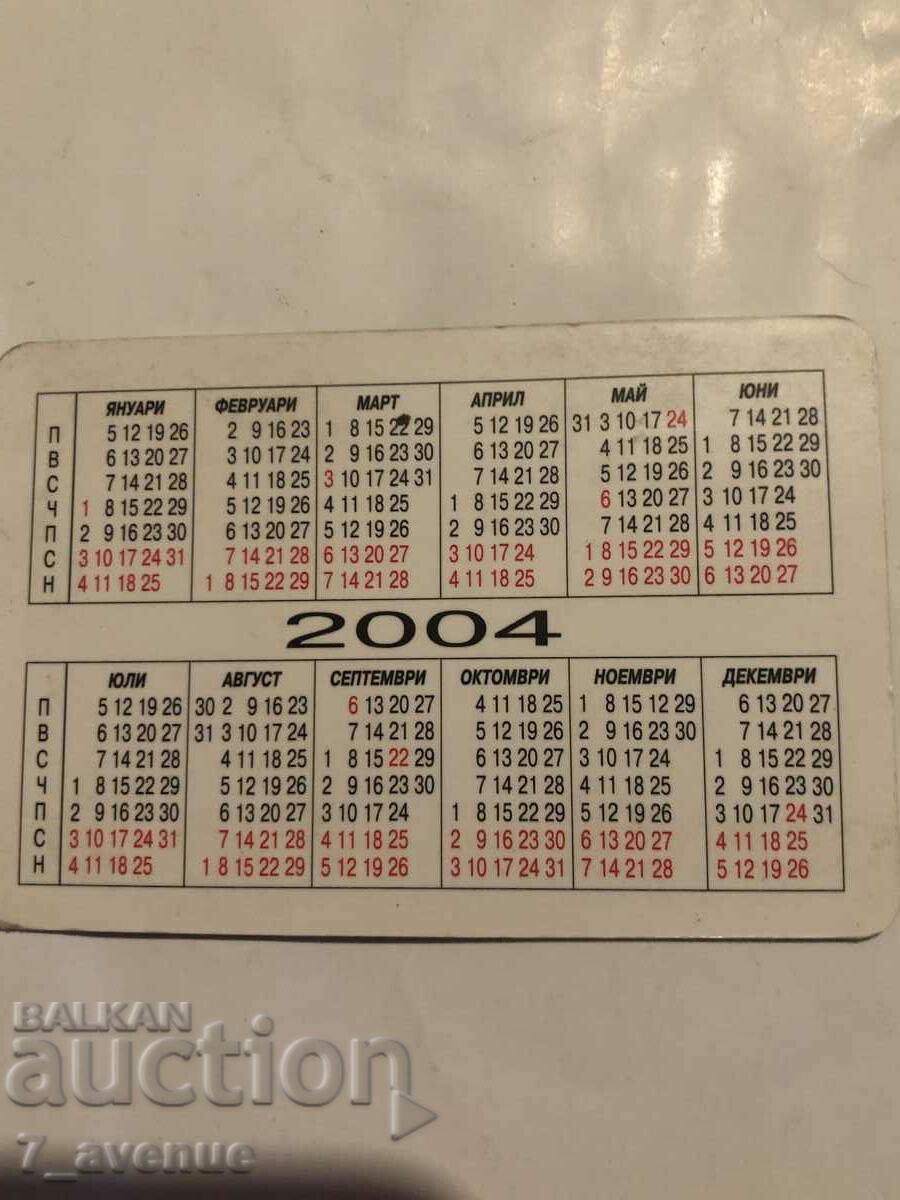 ЯНУАРИ ФЕВРУАРИ МАРТ АПРИЛ МАЙ ЮНИ
П 5 12 19 26 2 9 16 23 1 8 15 22 29 5 12 19 26 31 3 10 17 24 7 14 21 28
В 6 13 20 27 3 10 17 24 2 9 16 23 30 6 13 20 27 4 11 18 25 1 8 15 22 29
С 7 14 21 28 4 11 18 25 3 10 17 24 31 7 14 21 28 5 12 19 26 2 9 16 23 30
Ч 1 8 15 22 29 5 12 19 26 4 11 18 25 1 8 15 22 29 6 13 20 27 3 10 17 24
П 2 9 16 23 30 6 13 20 27 5 12 19 26 2 9 16 23 30 7 14 21 28 4 11 18 25
С 3 10 17 24 31 7 14 21 28 6 13 20 27 3 10 17 24 1 8 15 22 29 5 12 19 26
Н 4 11 18 25 1 8 15 22 29 7 14 21 28 4 11 18 25 2 9 16 23 30 6 13 20 27
2004
ЮЛИ АВГУСТ СЕПТЕМВРИ ОКТОМВРИ НОЕМВРИ ДЕКЕМВРИ
П 5 12 19 26 30 2 9 16 23 6 13 20 27 4 11 18 25 1 8 15 12 29 6 13 20 27
В 6 13 20 27 31 3 10 17 24 7 14 21 28 5 12 19 26 2 9 16 23 30 7 14 21 28
С 7 14 21 28 4 11 18 25 1 8 15 22 29 6 13 20 27 3 10 17 24 1 8 15 22 29
Ч 1 8 15 22 29 5 12 19 26 2 9 16 23 30 7 14 21 28 4 11 18 25 2 9 16 23 30
П 2 9 16 23 30 6 13 20 27 3 10 17 24 1 8 15 22 29 5 12 19 26 3 10 17 24 31
С 3 10 17 24 31 7 14 21 28 4 11 18 25 2 9 16 23 30 6 13 20 27 4 11 18 25
Н 4 11 18 25 1 8 15 22 29 5 12 19 26 3 10 17 24 31 7 14 21 28 5 12 19 26
BALKAN
auction
7_avenue